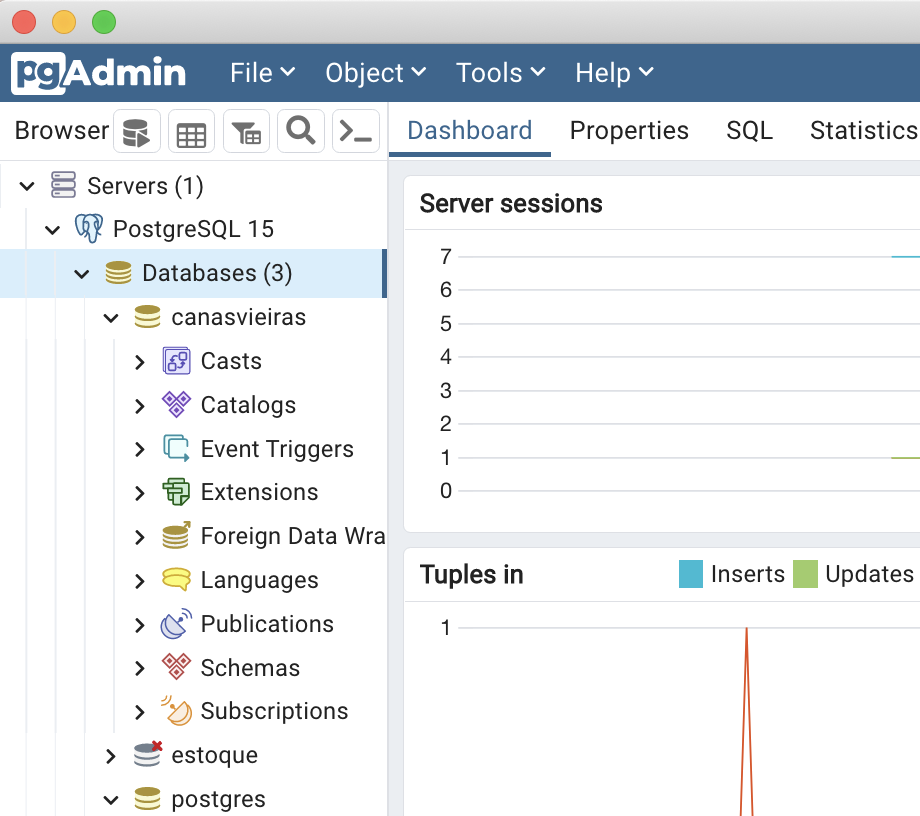 pgAdmin File Object Tools Help
Browser
Dashboard Properties SQL Statistics
Servers (1)
PostgreSQL 15
Databases (3)
canasvieiras
Casts
Catalogs
Event Triggers
Extensions
Foreign Data Wra
Languages
Publications
Schemas
Subscriptions
estoque
postgres
Server sessions
7
6
5
4
3
2
1
0
Tuples in
Inserts Updates
1